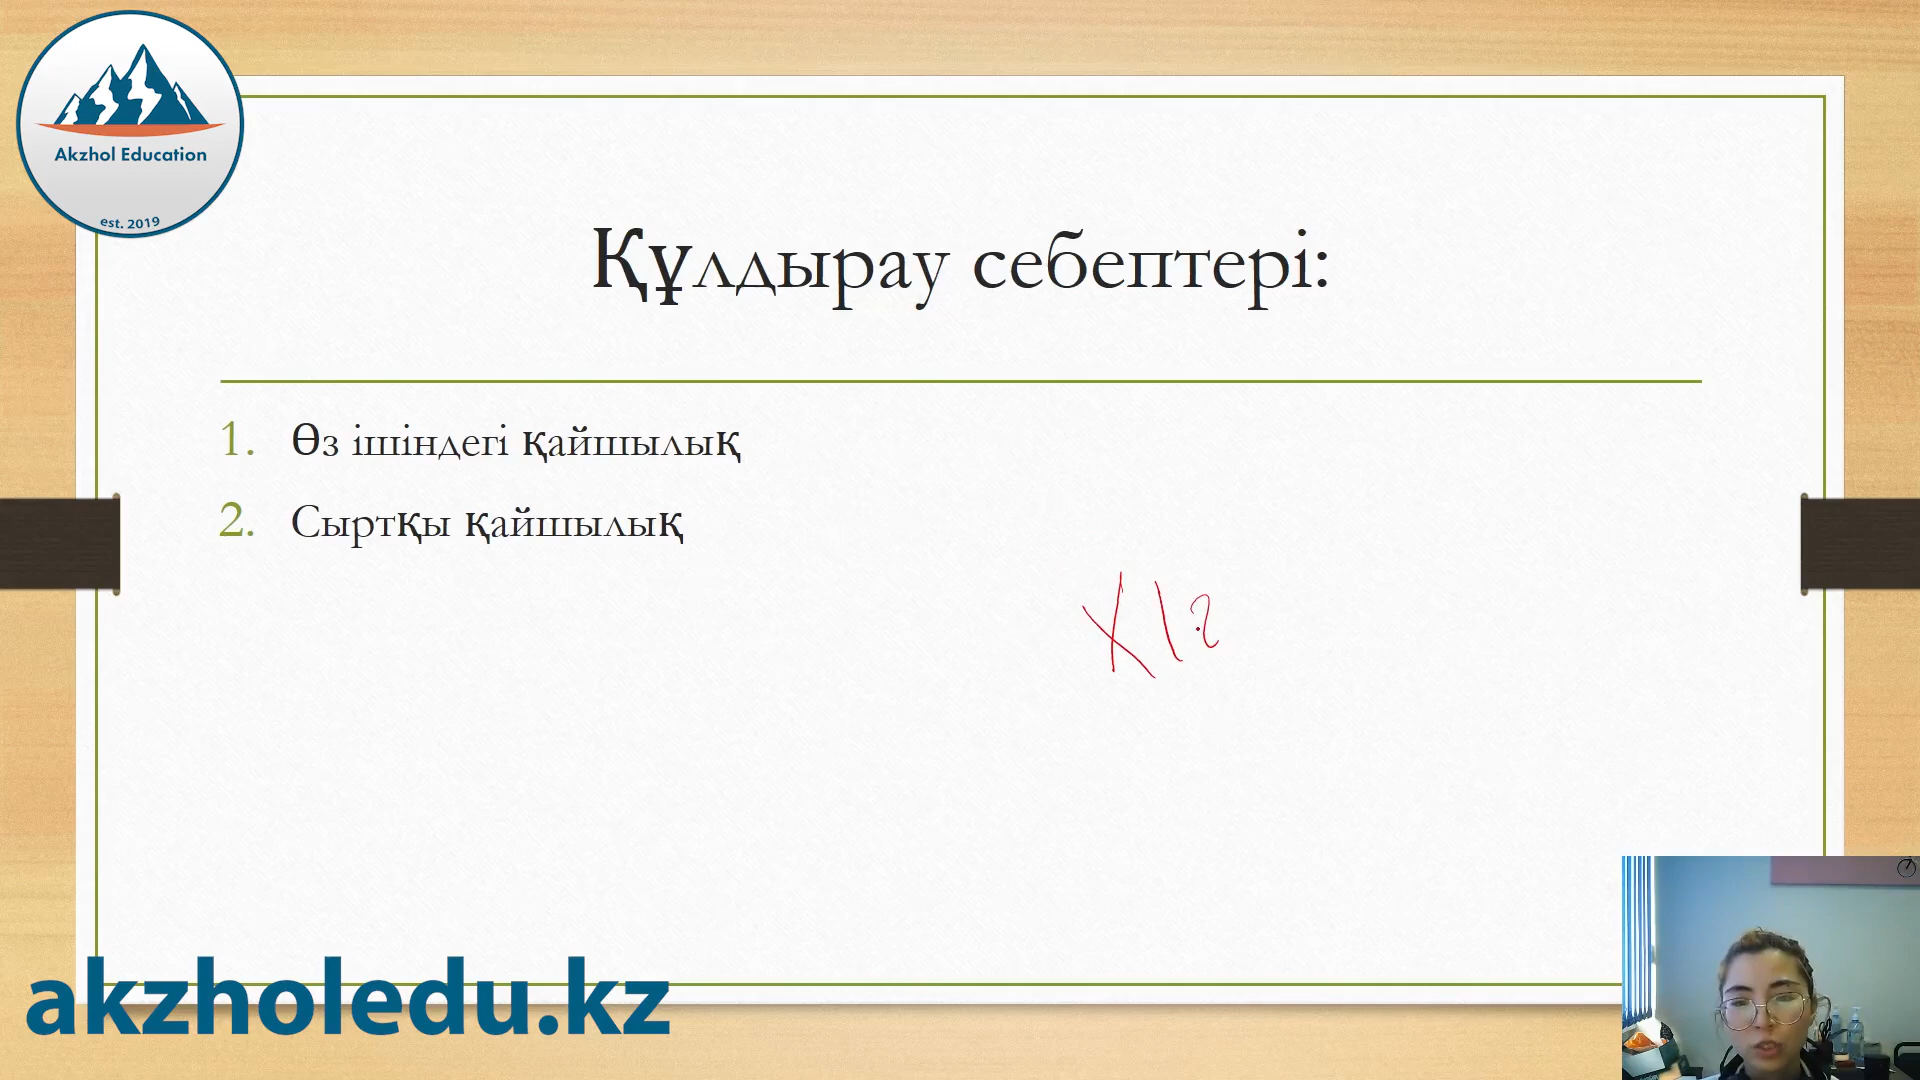 Akzhol Education
est. 2019
Құлдырау себептері:
1. Өз ішіндегі қайшылық
2. Сыртқы қайшылық
XI ғ
akzholedu.kz